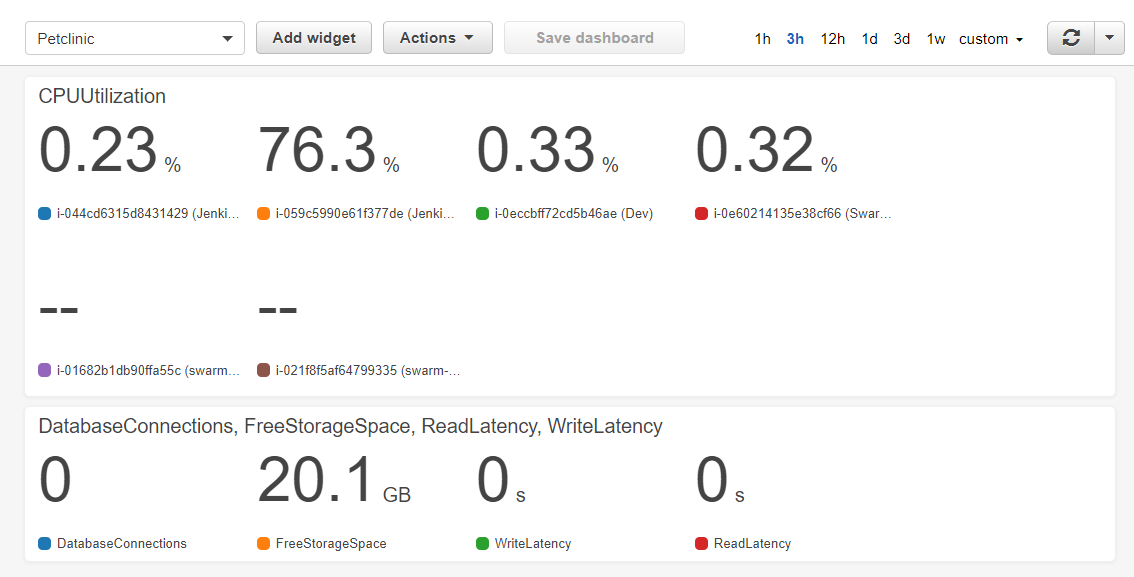 Petclinic Add widget Actions Save dashboard 1h 3h 12h 1d 3d 1w custom
CPUUtilization
0.23 % 76.3 % 0.33 % 0.32 %
i-044cd6315d8431429 (Jenki... i-059c5990e61f377de (Jenki... i-0eccbff72cd5b46ae (Dev) i-0e60214135e38cf66 (Swar...
-- --
i-01682b1db90ffa55c (swarm... i-021f8f5af64799335 (swarm-...
DatabaseConnections, FreeStorageSpace, ReadLatency, WriteLatency
0 20.1 GB 0 s 0 s
DatabaseConnections FreeStorageSpace WriteLatency ReadLatency